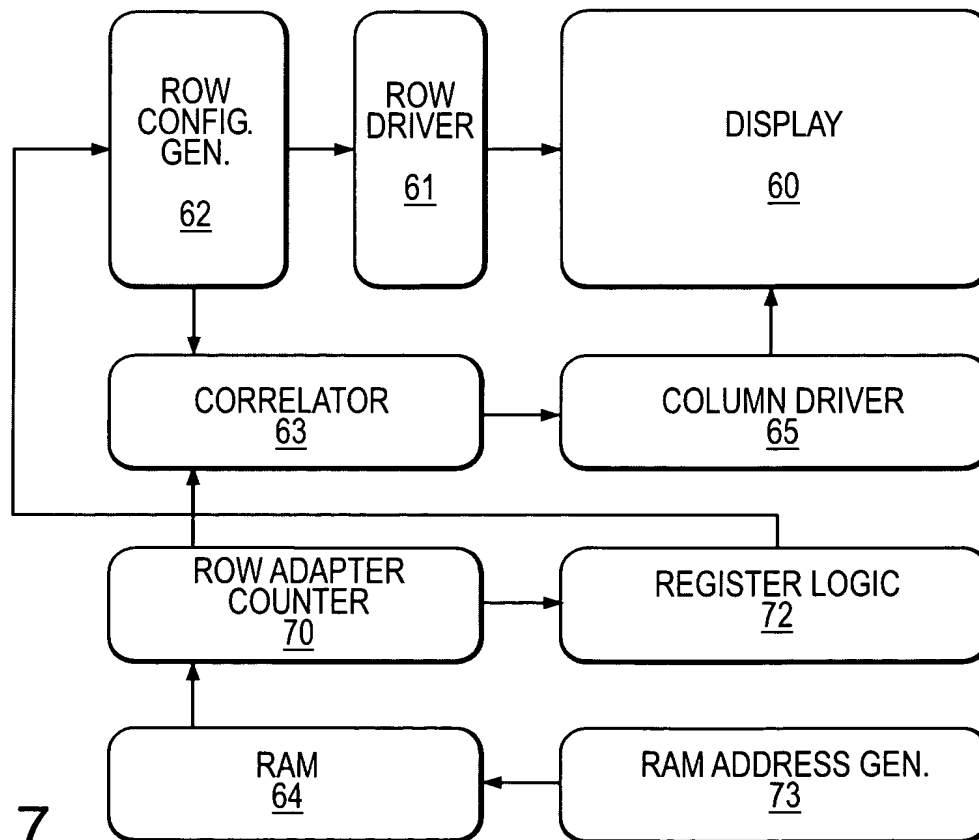 ROW
CONFIG.
GEN.
62
ROW
DRIVER
61
DISPLAY
60
CORRELATOR
63
COLUMN DRIVER
65
ROW ADAPTER
COUNTER
70
REGISTER LOGIC
72
RAM
64
RAM ADDRESS GEN.
73
7